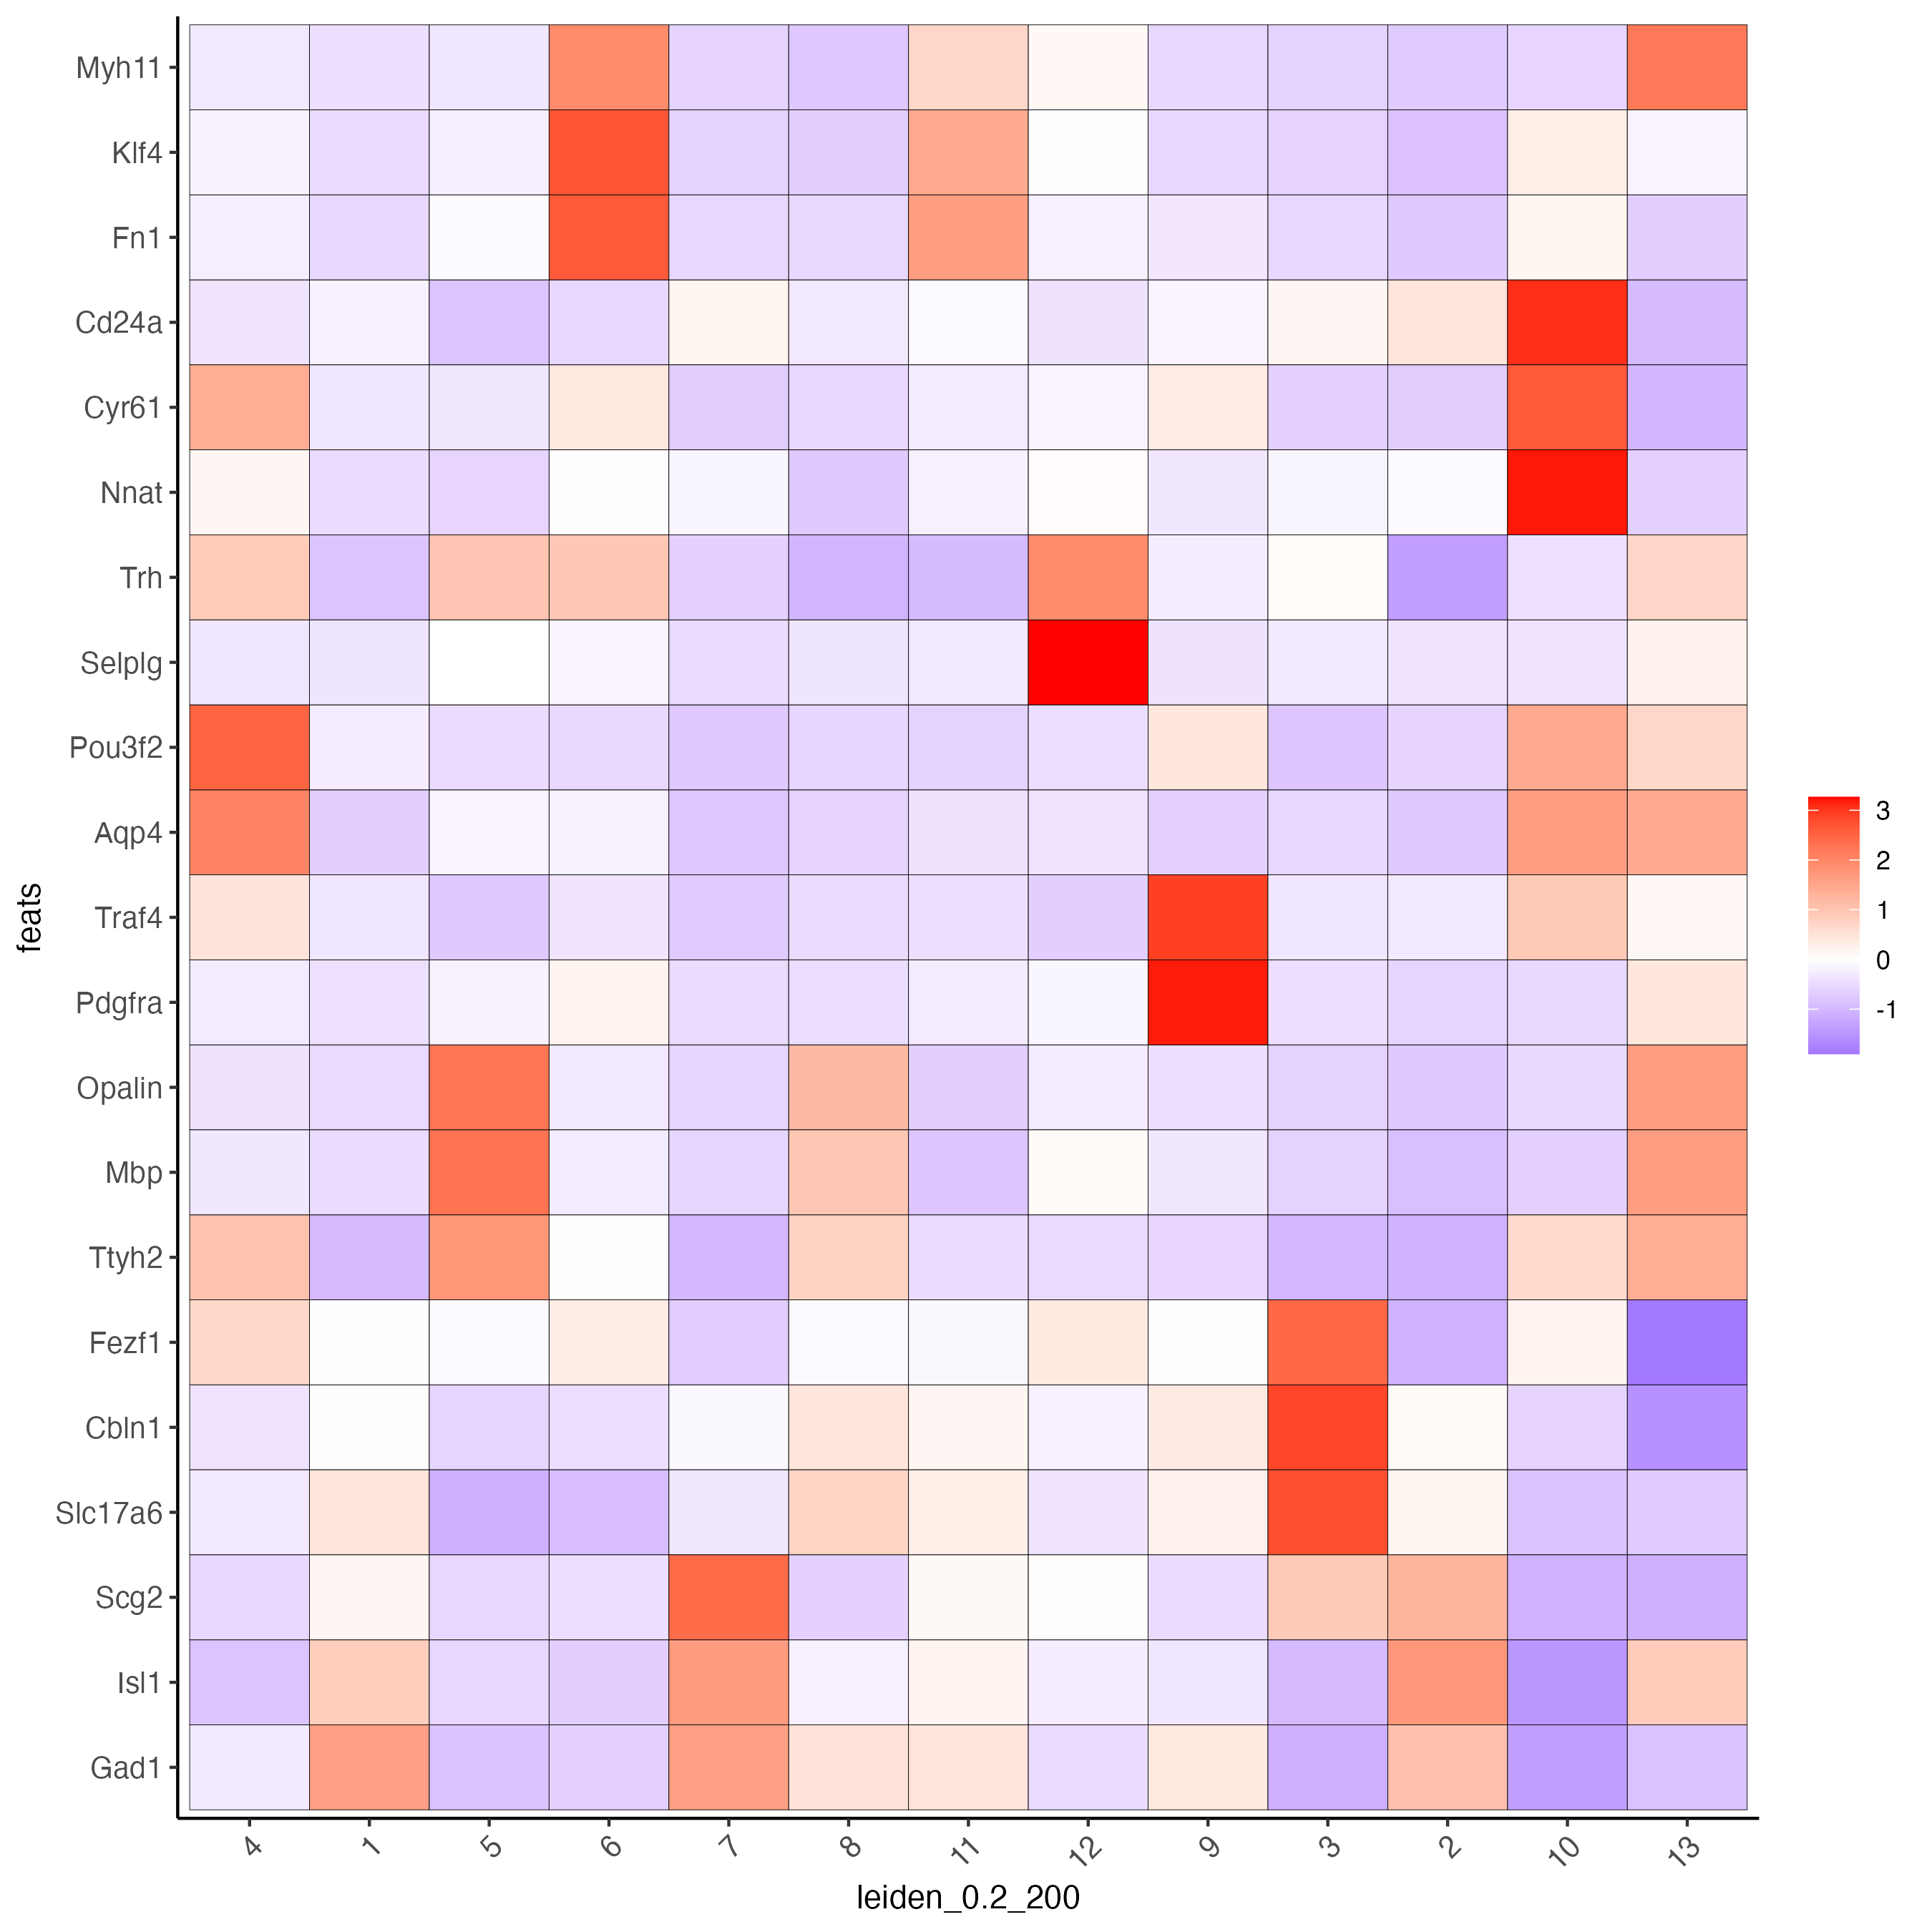 Myh11
Klf4
Fn1
Cd24a
Cyr61
Nnat
Trh
Selplg
Pou3f2
Aqp4
Traf4
Pdgfra
Opalin
Mbp
Ttyh2
Fezf1
Cbln1
Slc17a6
Scg2
Isl1
Gad1
feats
4 1 5 6 7 8 11 12 9 3 2 10 13
leiden_0.2_200
3
2
1
0
-1